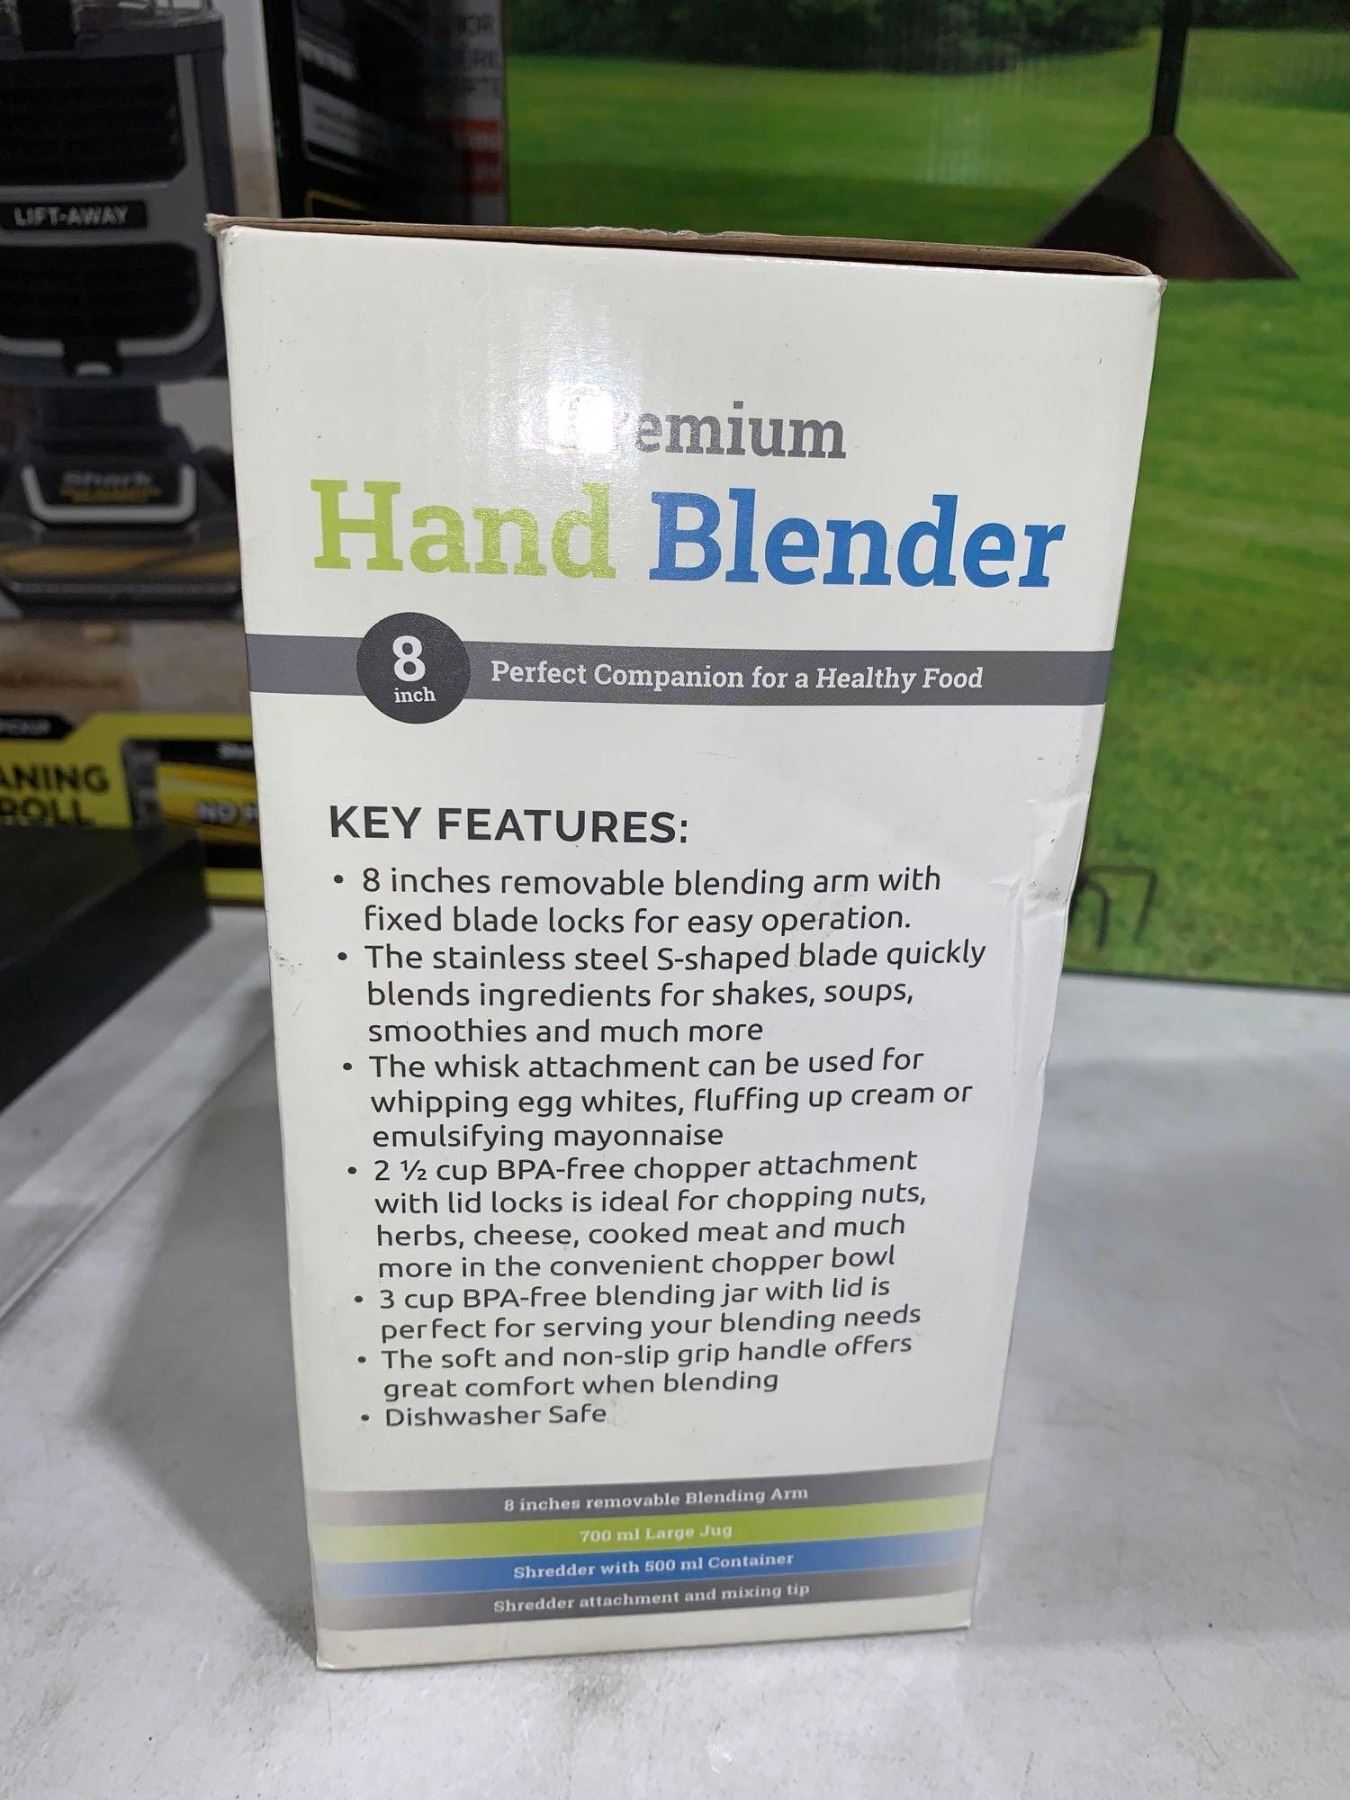 LIFT-AWAY
Shark
ANING
ROLL
emium
Hand Blender
8
inch
Perfect Companion for a Healthy Food
KEY FEATURES:
• 8 inches removable blending arm with
fixed blade locks for easy operation.
• The stainless steel S-shaped blade quickly
blends ingredients for shakes, soups,
smoothies and much more
• The whisk attachment can be used for
whipping egg whites, fluffing up cream or
emulsifying mayonnaise
• 2 ½ cup BPA-free chopper attachment
with lid locks is ideal for chopping nuts,
herbs, cheese, cooked meat and much
more in the convenient chopper bowl
• 3 cup BPA-free blending jar with lid is
perfect for serving your blending needs
• The soft and non-slip grip handle offers
great comfort when blending
• Dishwasher Safe
8 inches removable Blending Arm
700 ml Large Jug
Shredder with 500 ml Container
Shredder attachment and mixing tip